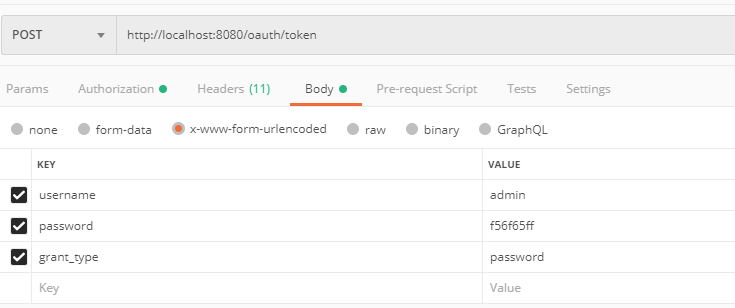 POST http://localhost:8080/oauth/token
Params Authorization Headers (11) Body Pre-request Script Tests Settings
none form-data x-www-form-urlencoded raw binary GraphQL
KEY VALUE
username admin
password f56f65ff
grant_type password
Key Value